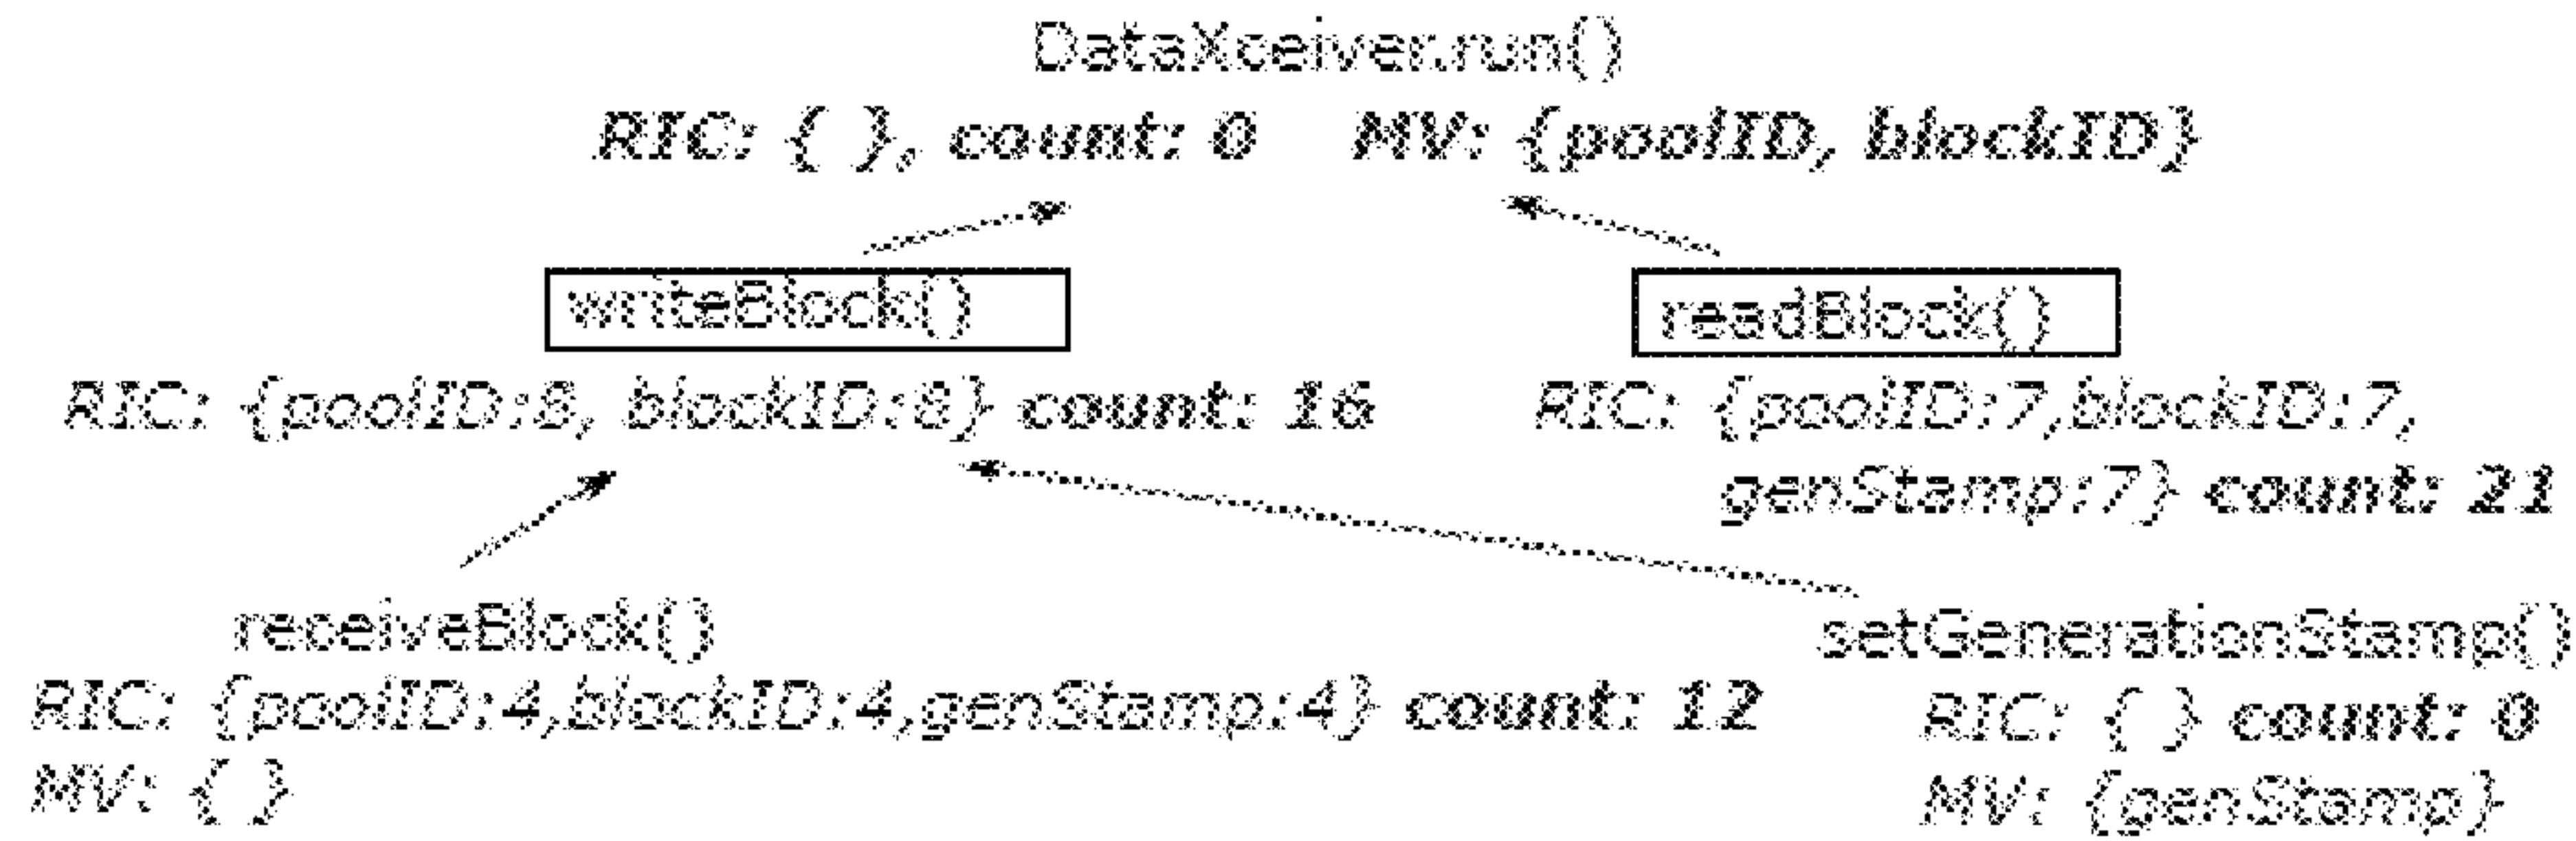 DataXceiver.run()
RIC: { }, count: 0 MV: {poolID, blockID}
writeBlock()
readBlock()
RIC: {poolID:8, blockID:8} count: 16
RIC: {poolID:7,blockID:7,
genStamp:7} count: 21
receiveBlock()
RIC: {poolID:4,blockID:4,genStamp:4} count: 12
MV: { }
setGenerationStamp()
RIC: { } count: 0
MV: {genStamp}